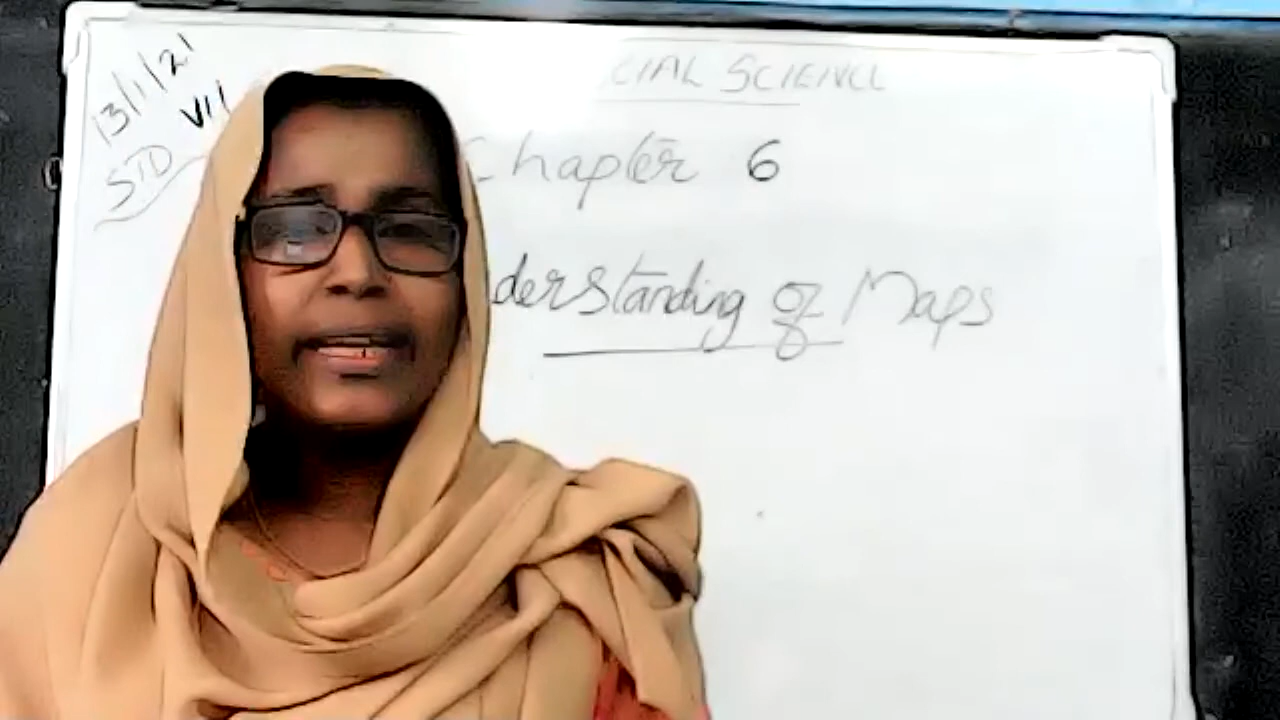 13/1/21
STD VII
CIAL SCIENCE
Chapter 6
derstanding of Maps